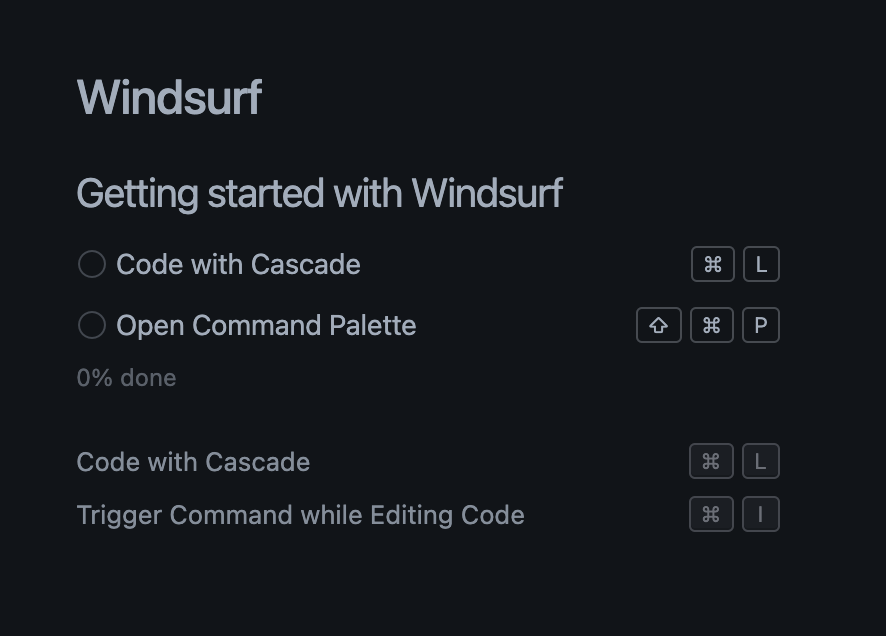 Windsurf
Getting started with Windsurf
Code with Cascade ⌘ L
Open Command Palette ⇧ ⌘ P
0% done
Code with Cascade ⌘ L
Trigger Command while Editing Code ⌘ I